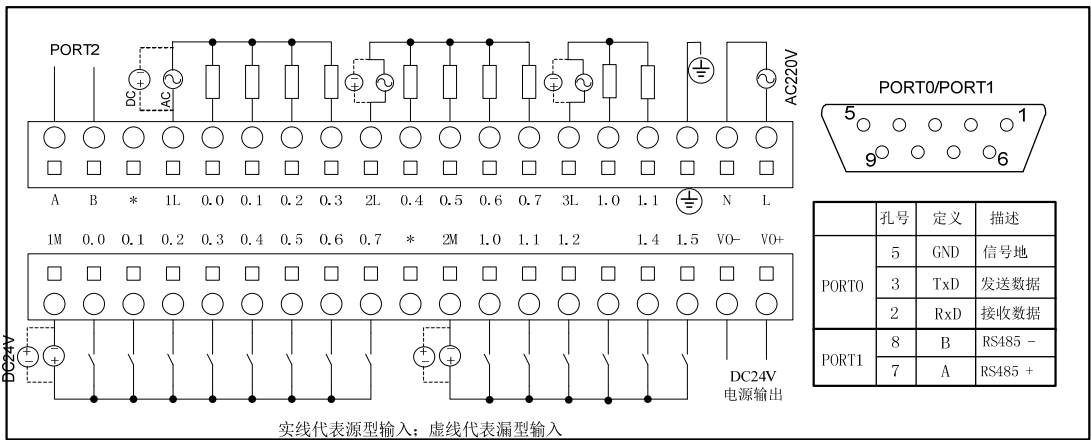 PORT2
DC
AC
AC220V
PORT0/PORT1
5 1
9 6
A B * 1L 0.0 0.1 0.2 0.3 2L 0.4 0.5 0.6 0.7 3L 1.0 1.1 N L
1M 0.0 0.1 0.2 0.3 0.4 0.5 0.6 0.7 * 2M 1.0 1.1 1.2 1.4 1.5 VO- VO+
DC24V
DC24V
电源输出
实线代表源型输入；虚线代表漏型输入
孔号 定义 描述
PORT0 5 GND 信号地
3 TxD 发送数据
2 RxD 接收数据
PORT1 8 B RS485 -
7 A RS485 +